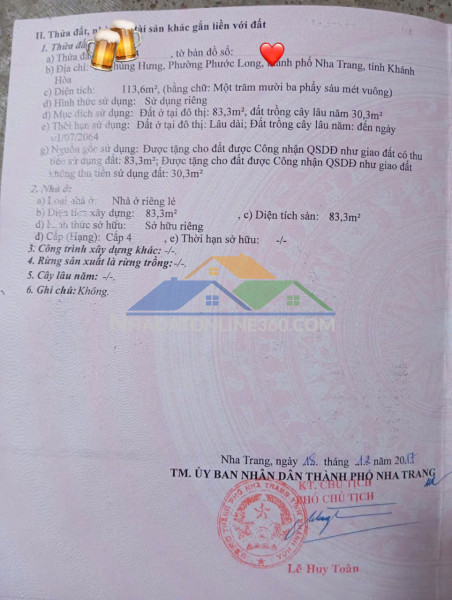 II. Thửa đất, tài sản khác gắn liền với đất
1. Thửa đất
a) Thửa đất , tờ bản đồ số:
b) Địa chỉ: Hưng, Phường Phước Long, thành phố Nha Trang, tỉnh Khánh
Hòa
c) Diện tích: 113,6m², (bằng chữ: Một trăm mười ba phẩy sáu mét vuông)
d) Hình thức sử dụng: Sử dụng riêng
đ) Mục đích sử dụng: Đất ở tại đô thị: 83,3m², đất trồng cây lâu năm 30,3m²
e) Thời hạn sử dụng: Đất ở tại đô thị: Lâu dài; Đất trồng cây lâu năm: đến ngày
01/07/2064
g) Nguồn gốc sử dụng: Được tặng cho đất được Công nhận QSDĐ như giao đất có thu
tiền sử dụng đất: 83,3m²; Được tặng cho đất được Công nhận QSDĐ như giao đất
không thu tiền sử dụng đất: 30,3m²
2. Nhà ở:
a) Loại nhà ở: Nhà ở riêng lẻ
b) Diện tích xây dựng: 83,3m² , c) Diện tích sàn: 83,3m²
d) Hình thức sở hữu: Sở hữu riêng
đ) Cấp (Hạng): Cấp 4 , e) Thời hạn sở hữu: -/-
3. Công trình xây dựng khác: -/-.
4. Rừng sản xuất là rừng trồng: -/-.
5. Cây lâu năm: -/-.
6. Ghi chú: Không.
NHADATONLINE360.COM
Nha Trang, ngày 18 tháng 12 năm 2017
TM. ỦY BAN NHÂN DÂN THÀNH PHỐ NHA TRANG
KT. CHỦ TỊCH
PHÓ CHỦ TỊCH
Lê Huy Toàn